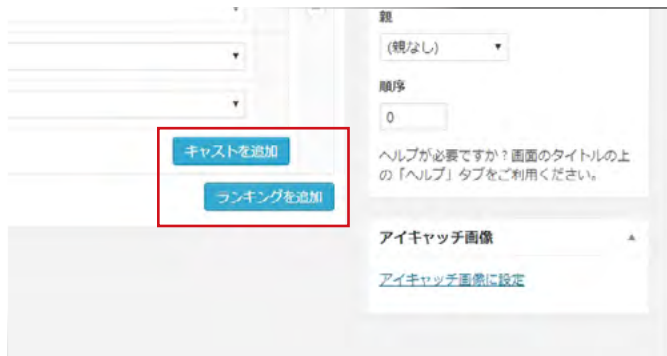 親
(親なし)
順序
0
キャストを追加
ヘルプが必要ですか？画面のタイトルの上
の「ヘルプ」タブをご利用ください。
ランキングを追加
アイキャッチ画像
アイキャッチ画像に設定